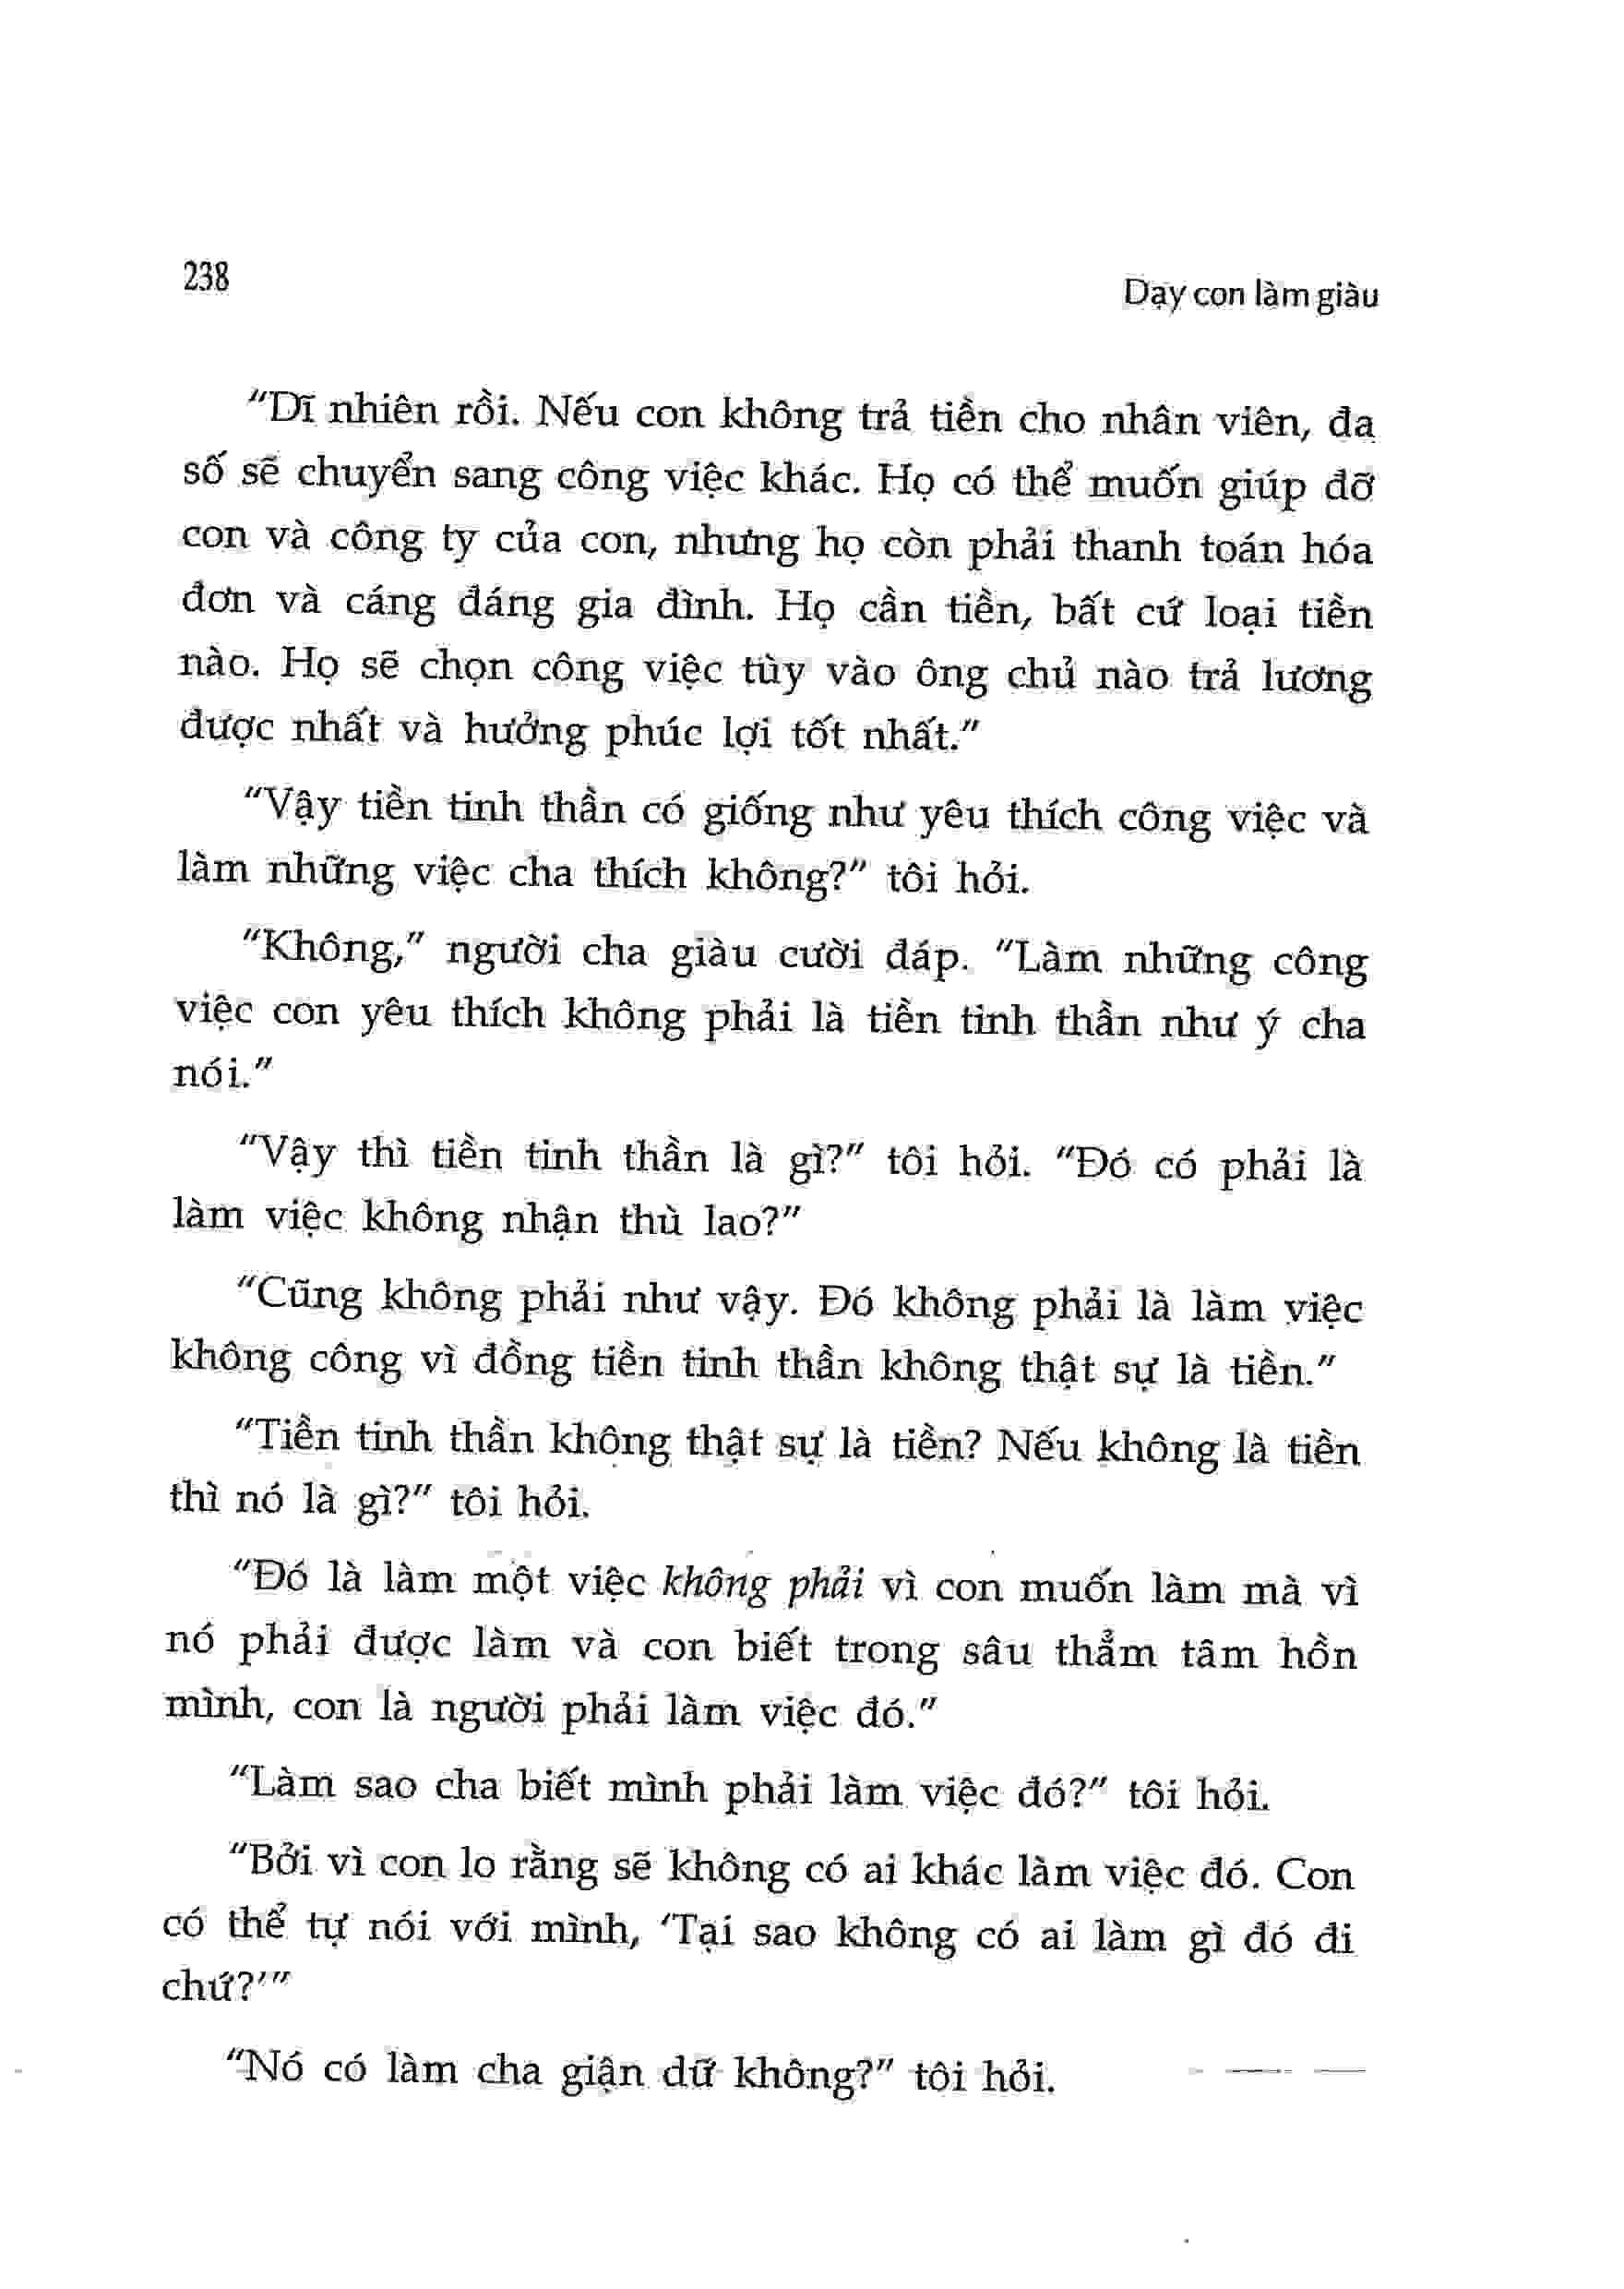 238
Dạy con làm giàu
“Dĩ nhiên rồi. Nếu con không trả tiền cho nhân viên, đa
số sẽ chuyển sang công việc khác. Họ có thể muốn giúp đỡ
con và công ty của con, nhưng họ còn phải thanh toán hóa
đơn và cáng đáng gia đình. Họ cần tiền, bất cứ loại tiền
nào. Họ sẽ chọn công việc tùy vào ông chủ nào trả lương
được nhất và hưởng phúc lợi tốt nhất.”
“Vậy tiền tinh thần có giống như yêu thích công việc và
làm những việc cha thích không?” tôi hỏi.
“Không,” người cha giàu cười đáp. “Làm những công
việc con yêu thích không phải là tiền tinh thần như ý cha
nói.”
“Vậy thì tiền tinh thần là gì?” tôi hỏi. “Đó có phải là
làm việc không nhận thù lao?”
“Cũng không phải như vậy. Đó không phải là làm việc
không công vì đồng tiền tinh thần không thật sự là tiền.”
“Tiền tinh thần không thật sự là tiền? Nếu không là tiền
thì nó là gì?” tôi hỏi.
“Đó là làm một việc không phải vì con muốn làm mà vì
nó phải được làm và con biết trong sâu thẳm tâm hồn
mình, con là người phải làm việc đó.”
“Làm sao cha biết mình phải làm việc đó?” tôi hỏi.
“Bởi vì con lo rằng sẽ không có ai khác làm việc đó. Con
có thể tự nói với mình, ‘Tại sao không có ai làm gì đó đi
chứ?’”
“Nó có làm cha giận dữ không?” tôi hỏi.